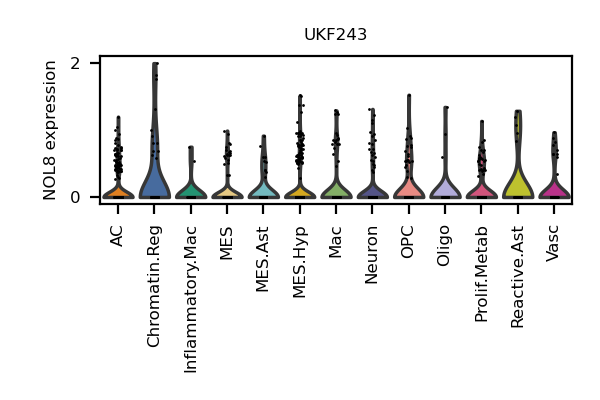 UKF243
NOL8 expression
2
0
AC
Chromatin.Reg
Inflammatory.Mac
MES
MES.Ast
MES.Hyp
Mac
Neuron
OPC
Oligo
Prolif.Metab
Reactive.Ast
Vasc